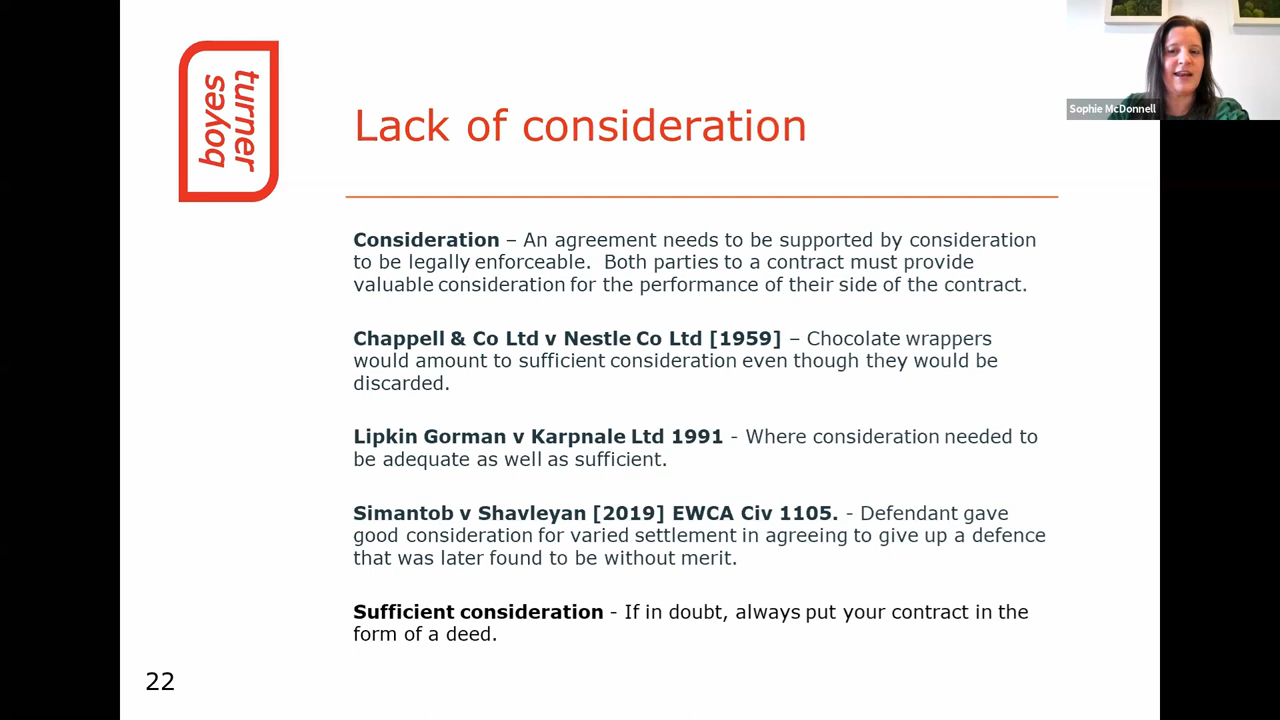 boyes
turner
Sophie McDonnell
Lack of consideration
Consideration – An agreement needs to be supported by consideration
to be legally enforceable. Both parties to a contract must provide
valuable consideration for the performance of their side of the contract.
Chappell & Co Ltd v Nestle Co Ltd [1959] – Chocolate wrappers
would amount to sufficient consideration even though they would be
discarded.
Lipkin Gorman v Karpnale Ltd 1991 - Where consideration needed to
be adequate as well as sufficient.
Simantob v Shavleyan [2019] EWCA Civ 1105. - Defendant gave
good consideration for varied settlement in agreeing to give up a defence
that was later found to be without merit.
Sufficient consideration - If in doubt, always put your contract in the
form of a deed.
22